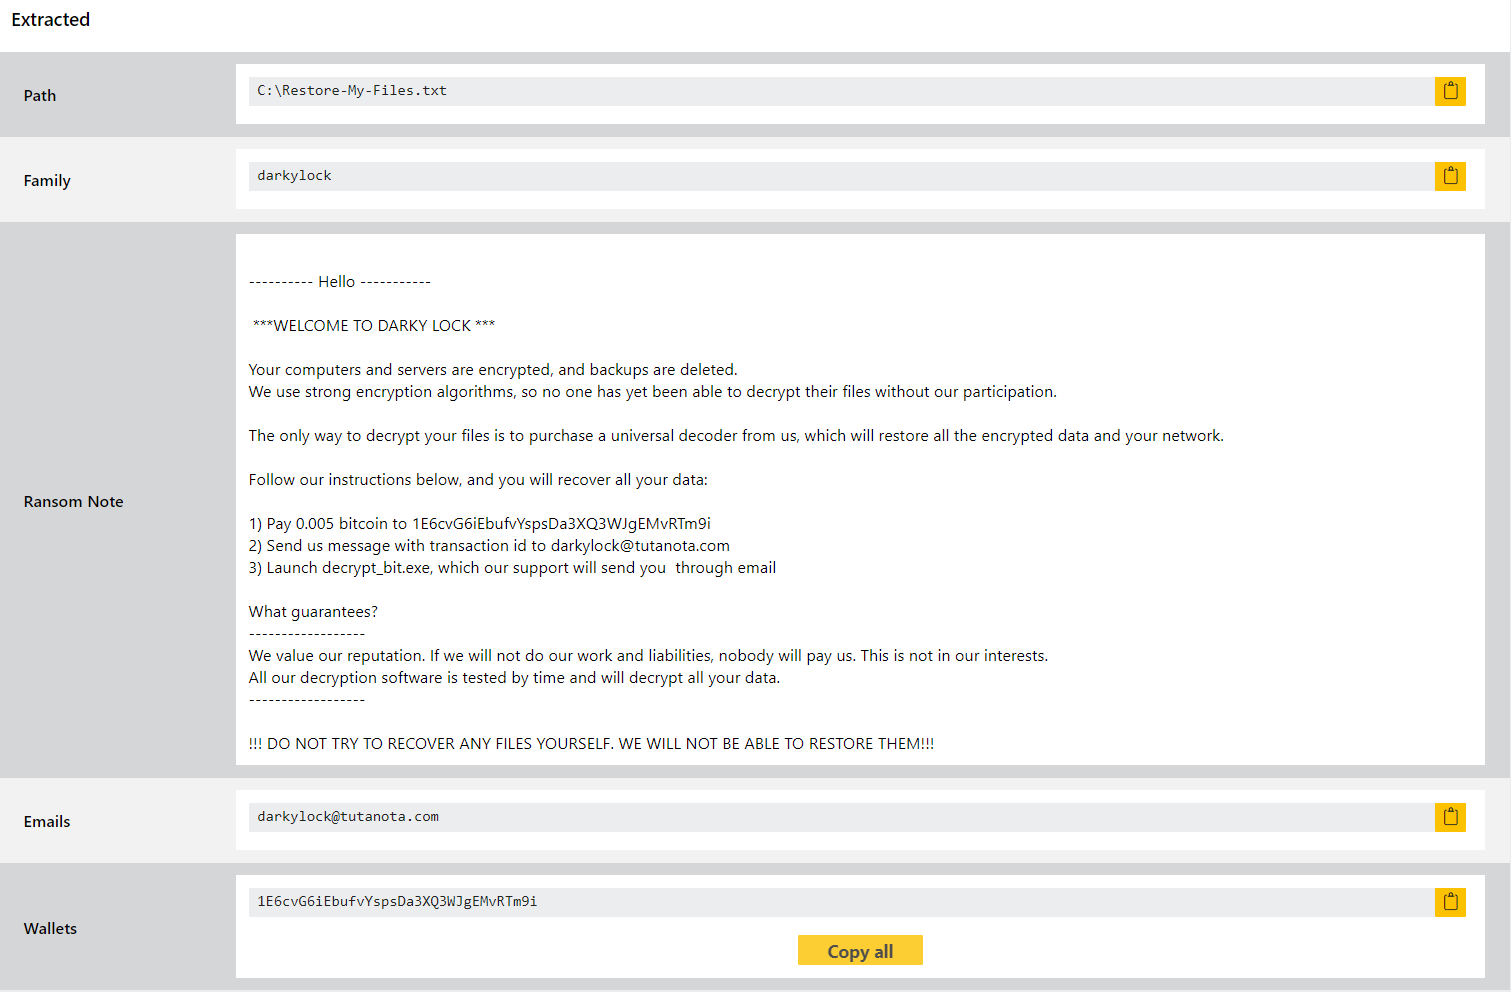 Extracted
Path
C:\Restore-My-Files.txt
Family
darkylock
Ransom Note
---------- Hello -----------
***WELCOME TO DARKY LOCK ***
Your computers and servers are encrypted, and backups are deleted.
We use strong encryption algorithms, so no one has yet been able to decrypt their files without our participation.
The only way to decrypt your files is to purchase a universal decoder from us, which will restore all the encrypted data and your network.
Follow our instructions below, and you will recover all your data:
1) Pay 0.005 bitcoin to 1E6cvG6iEbufvYspsDa3XQ3WJgEMvRTm9i
2) Send us message with transaction id to darkylock@tutanota.com
3) Launch decrypt_bit.exe, which our support will send you  through email
What guarantees?
------------------
We value our reputation. If we will not do our work and liabilities, nobody will pay us. This is not in our interests.
All our decryption software is tested by time and will decrypt all your data.
------------------
!!! DO NOT TRY TO RECOVER ANY FILES YOURSELF. WE WILL NOT BE ABLE TO RESTORE THEM!!!
Emails
darkylock@tutanota.com
Wallets
1E6cvG6iEbufvYspsDa3XQ3WJgEMvRTm9i
Copy all